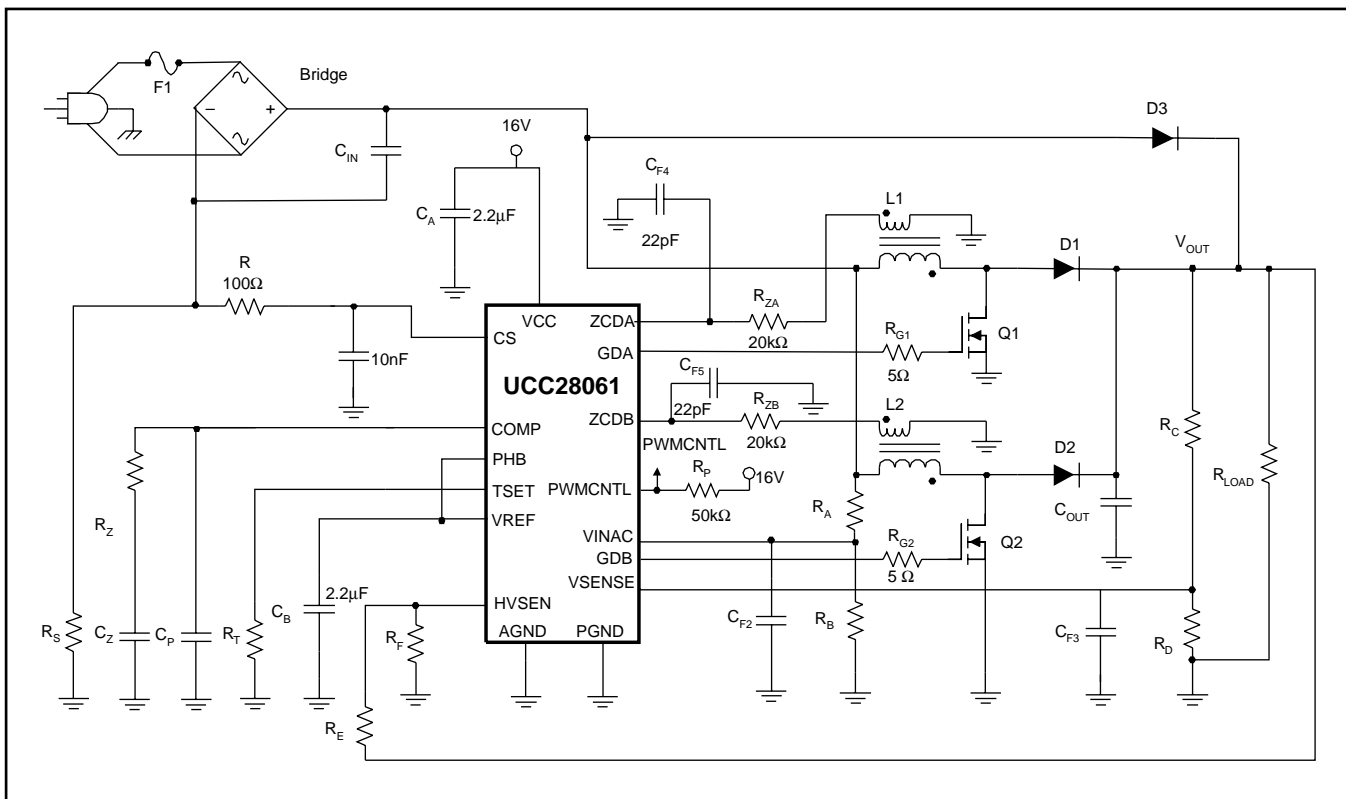 F1
Bridge
−
+
C_IN
16V
C_A
2.2µF
R
100Ω
10nF
C_F4
22pF
L1
D3
D1
V_OUT
R_ZA
20kΩ
R_G1
5Ω
Q1
C_F5
22pF
R_ZB
20kΩ
L2
D2
PWMCNTL
R_P
50kΩ
16V
R_A
R_G2
5 Ω
Q2
R_C
R_LOAD
C_OUT
UCC28061
VCC
CS
COMP
PHB
TSET
VREF
HVSEN
AGND
PGND
ZCDA
GDA
ZCDB
PWMCNTL
VINAC
GDB
VSENSE
R_Z
R_S
C_Z
C_P
R_T
C_B
2.2µF
R_F
R_E
C_F2
R_B
C_F3
R_D